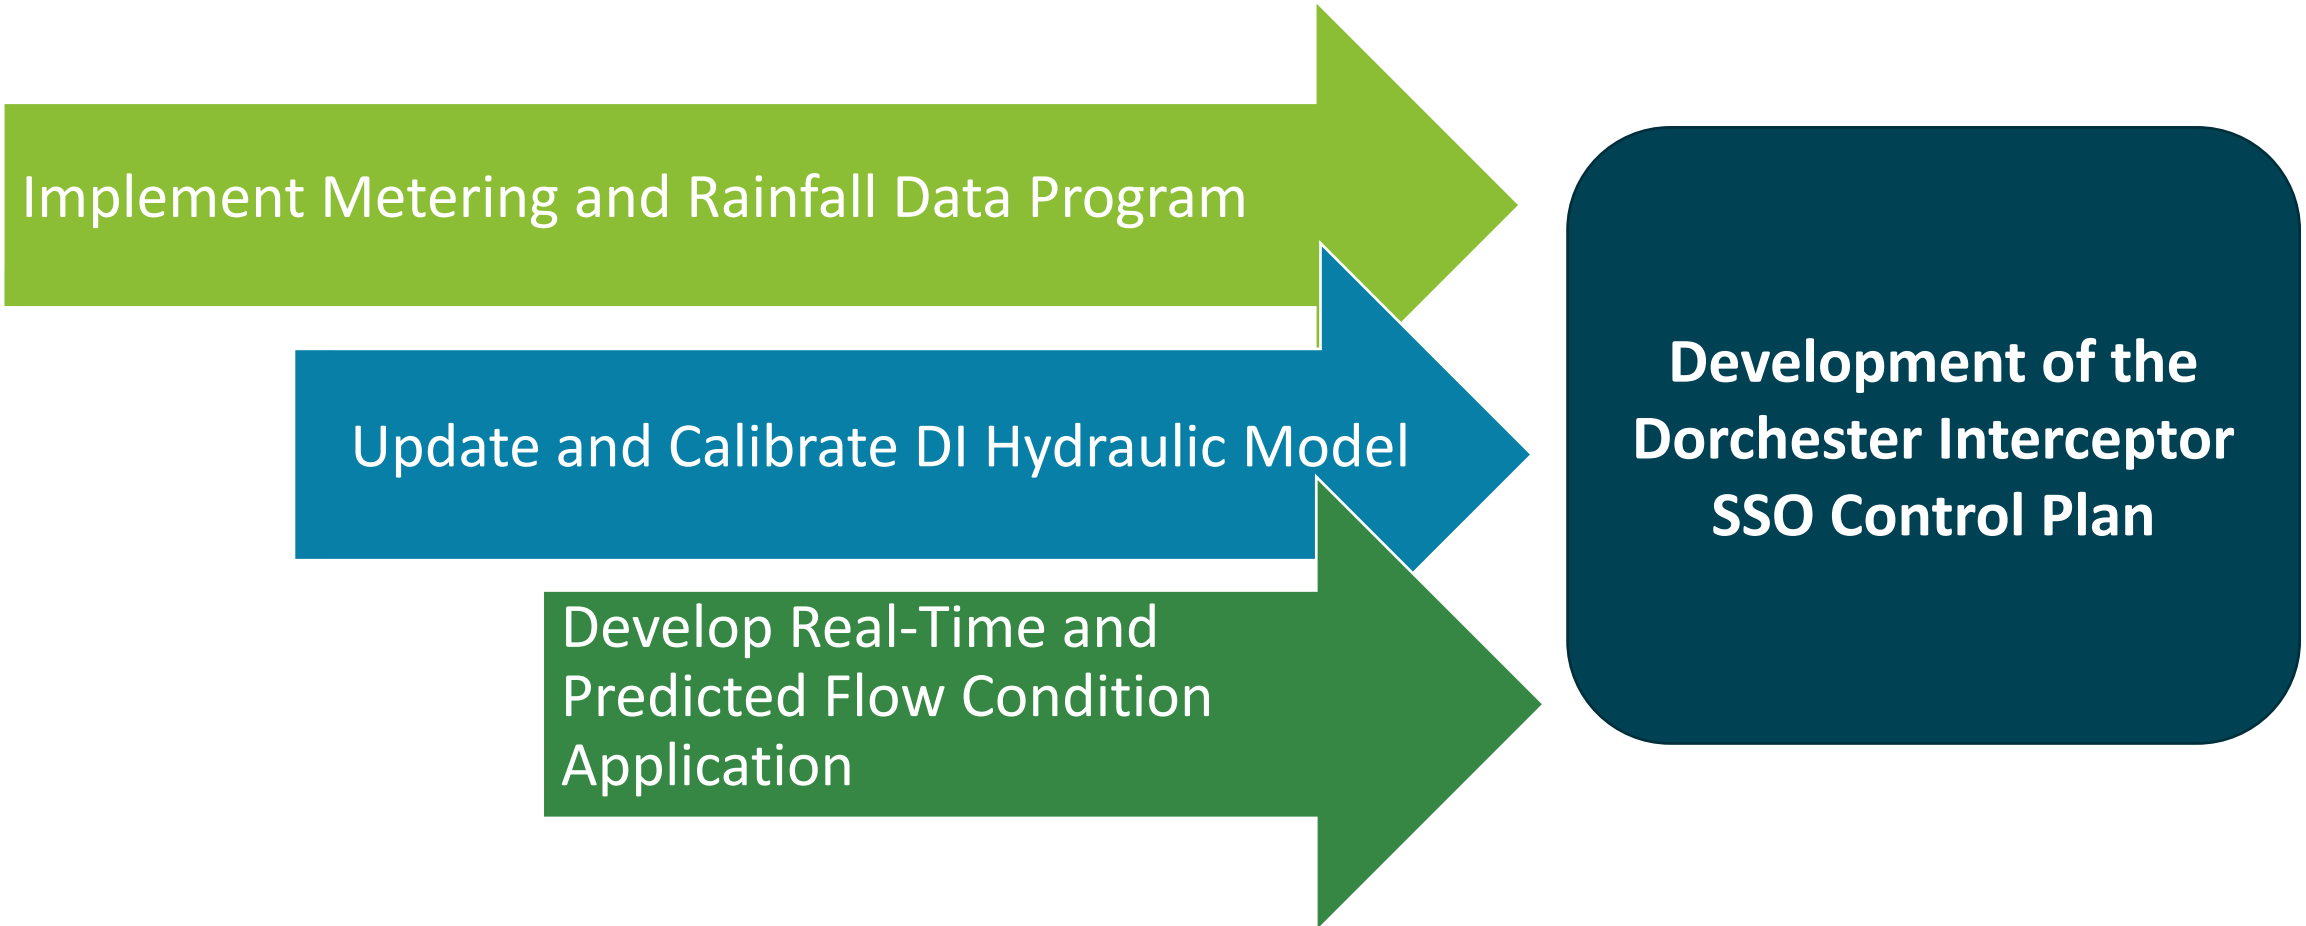 Implement Metering and Rainfall Data Program
Update and Calibrate DI Hydraulic Model
Develop Real-Time and
Predicted Flow Condition
Application
Development of the
Dorchester Interceptor
SSO Control Plan